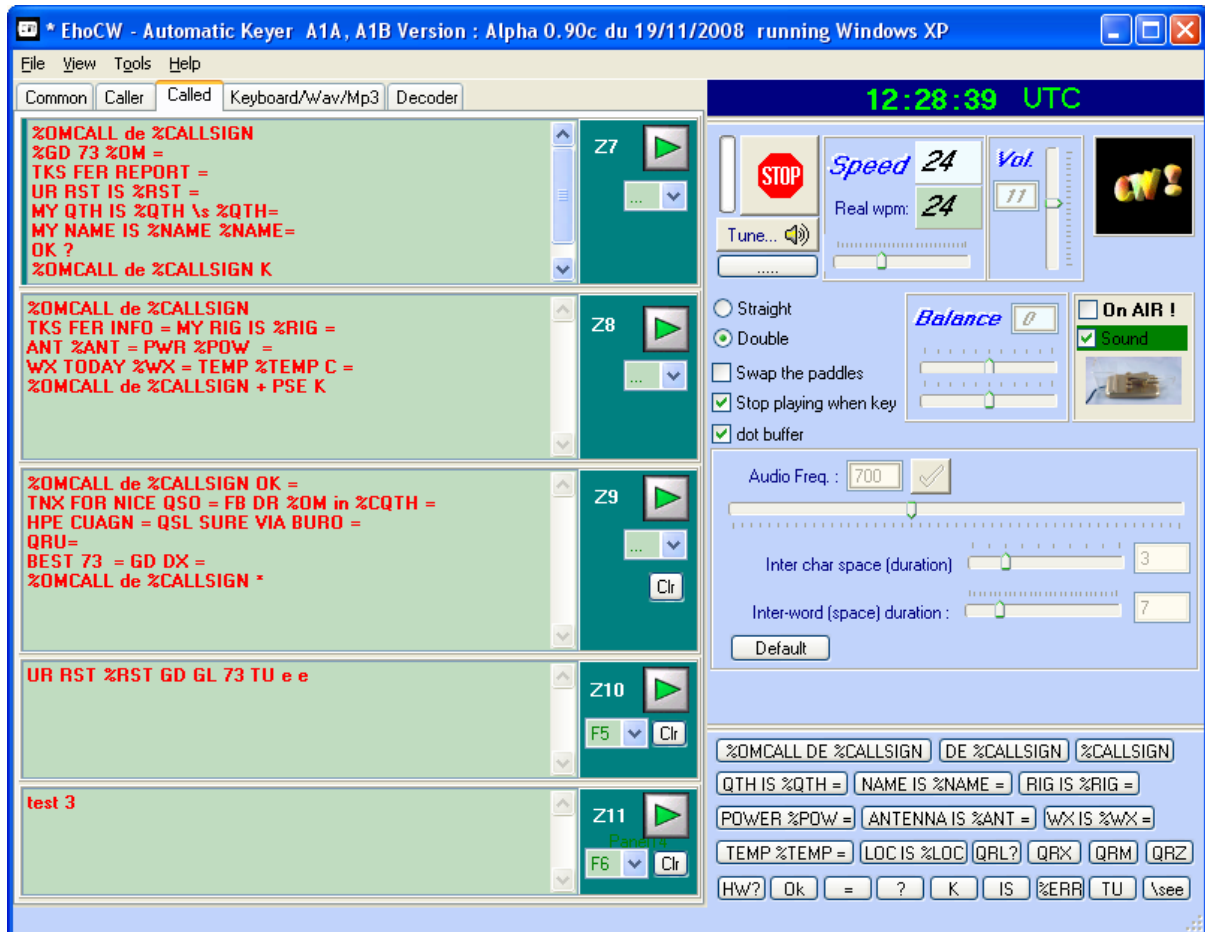 * EhoCW - Automatic Keyer A1A, A1B Version : Alpha 0.90c du 19/11/2008 running Windows XP
File View Tools Help
Common Caller Called Keyboard/Wav/Mp3 Decoder
12:28:39 UTC
%OMCALL de %CALLSIGN
%GD 73 %OM =
TKS FER REPORT =
UR RST IS %RST =
MY QTH IS %QTH \s %QTH=
MY NAME IS %NAME %NAME=
OK ?
%OMCALL de %CALLSIGN K
Z7
...
%OMCALL de %CALLSIGN
TKS FER INFO = MY RIG IS %RIG =
ANT %ANT = PWR %POW =
WX TODAY %WX = TEMP %TEMP C =
%OMCALL de %CALLSIGN + PSE K
Z8
...
%OMCALL de %CALLSIGN OK =
TNX FOR NICE QSO = FB DR %OM in %CQTH =
HPE CUAGN = QSL SURE VIA BURO =
QRU=
BEST 73 = GD DX =
%OMCALL de %CALLSIGN *
Z9
...
Clr
UR RST %RST GD GL 73 TU e e
Z10
F5 Clr
test 3
Z11
F6 Clr
STOP
Speed 24
Real wpm: 24
Vol.
11
cw!
Tune...
.....
Straight
Double
Swap the paddles
Stop playing when key
dot buffer
Balance 0
On AIR !
Sound
Audio Freq. : 700
Inter char space (duration) 3
Inter-word (space) duration : 7
Default
%OMCALL DE %CALLSIGN DE %CALLSIGN %CALLSIGN
QTH IS %QTH = NAME IS %NAME = RIG IS %RIG =
POWER %POW = ANTENNA IS %ANT = WX IS %WX =
TEMP %TEMP = LOC IS %LOC QRL? QRX QRM QRZ
HW? Ok = ? K IS %ERR TU \see